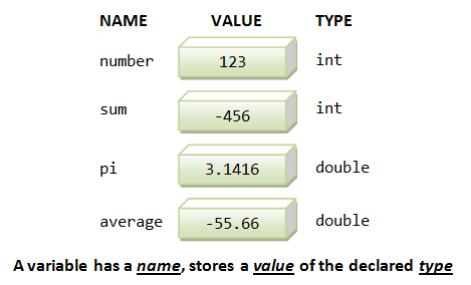 NAME VALUE TYPE
number 123 int
sum -456 int
pi 3.1416 double
average -55.66 double
A variable has a name, stores a value of the declared type